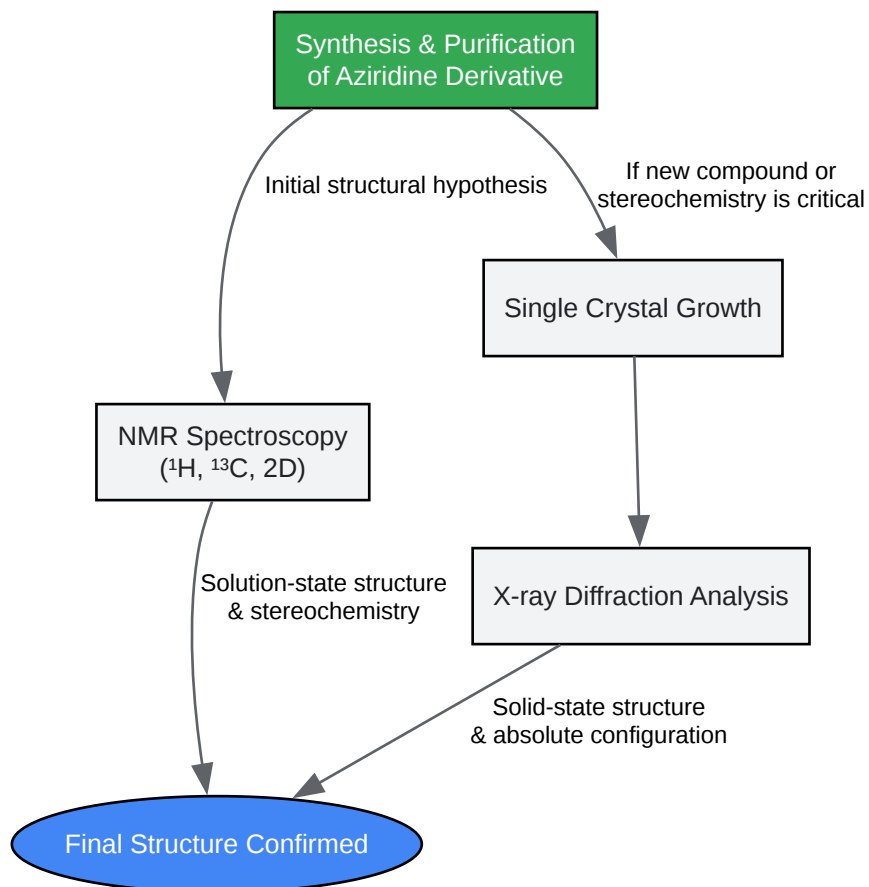 Synthesis & Purification
of Aziridine Derivative
Initial structural hypothesis
If new compound or
stereochemistry is critical
Single Crystal Growth
NMR Spectroscopy
(¹H, ¹³C, 2D)
X-ray Diffraction Analysis
Solution-state structure
& stereochemistry
Solid-state structure
& absolute configuration
Final Structure Confirmed